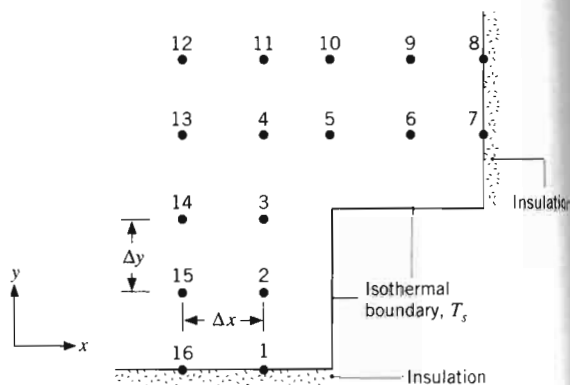 12 11 10 9 8
13 4 5 6 7
Insulation
14 3
Δy
15 2
Isothermal
boundary, Tₛ
Δx
y
x
16 1
Insulation